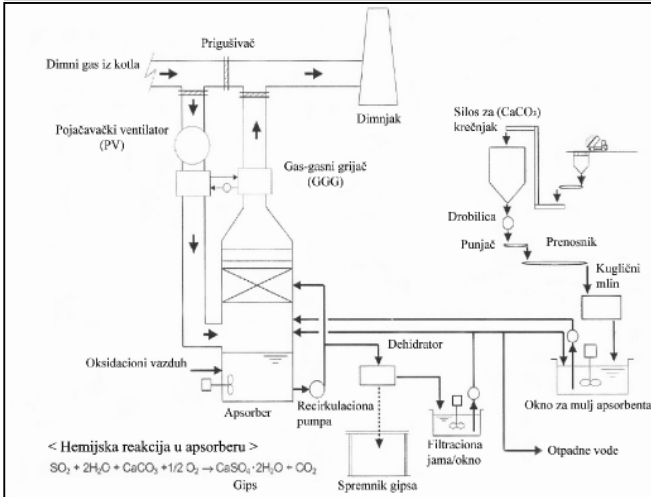 Prigušivač
Dimni gas iz kotla
Dimnjak
Pojačavački ventilator
(PV)
Gas-gasni grijač
(GGG)
Silos za (CaCO₃)
krečnjak
Drobilica
Punjač
Prenosnik
Kuglični
mlin
Dehidrator
Oksidacioni vazduh
Apsorber
Recirkulaciona
pumpa
Okno za mulj apsorbenta
Filtraciona
jama/okno
Otpadne vode
Spremnik gipsa
< Hemijska reakcija u apsorberu >
SO₂ + 2H₂O + CaCO₃ +1/2 O₂ → CaSO₄ · 2H₂O + CO₂
Gips